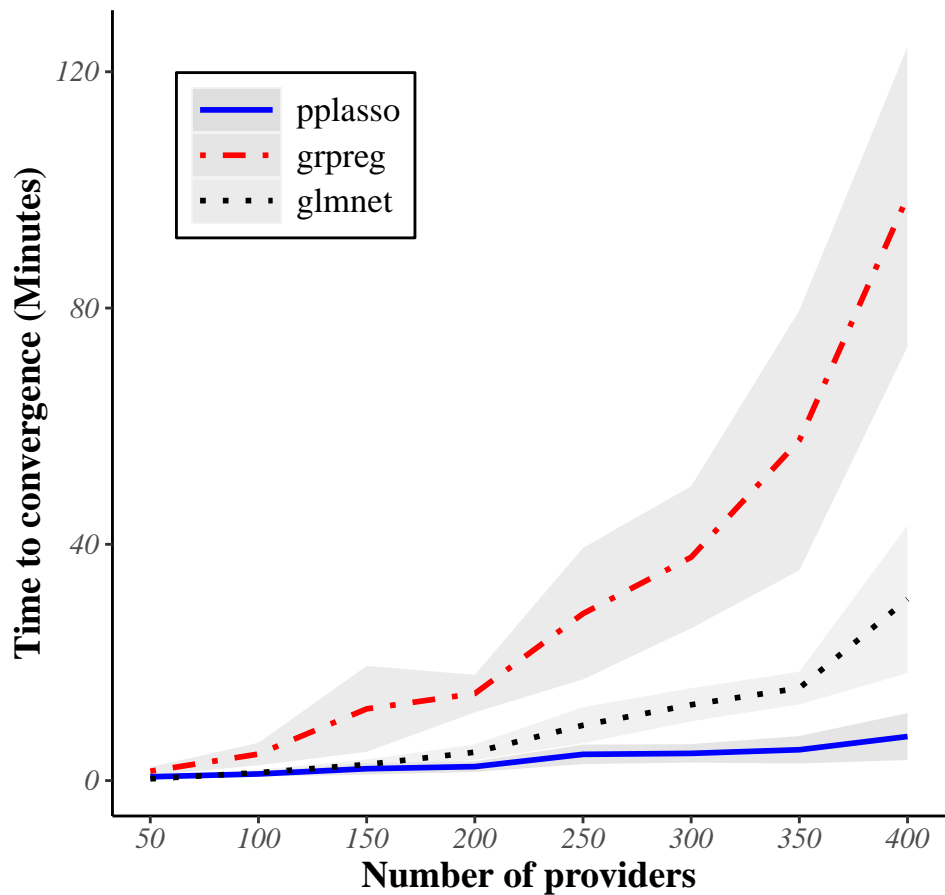 120
80
40
0
Time to convergence (Minutes)
pplasso
grpreg
glmnet
50 100 150 200 250 300 350 400
Number of providers